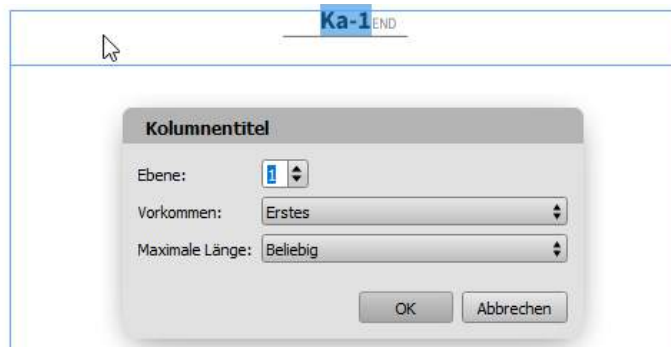 Ka-1END
Kolumnentitel
Ebene: 1
Vorkommen: Erstes
Maximale Länge: Beliebig
OK Abbrechen